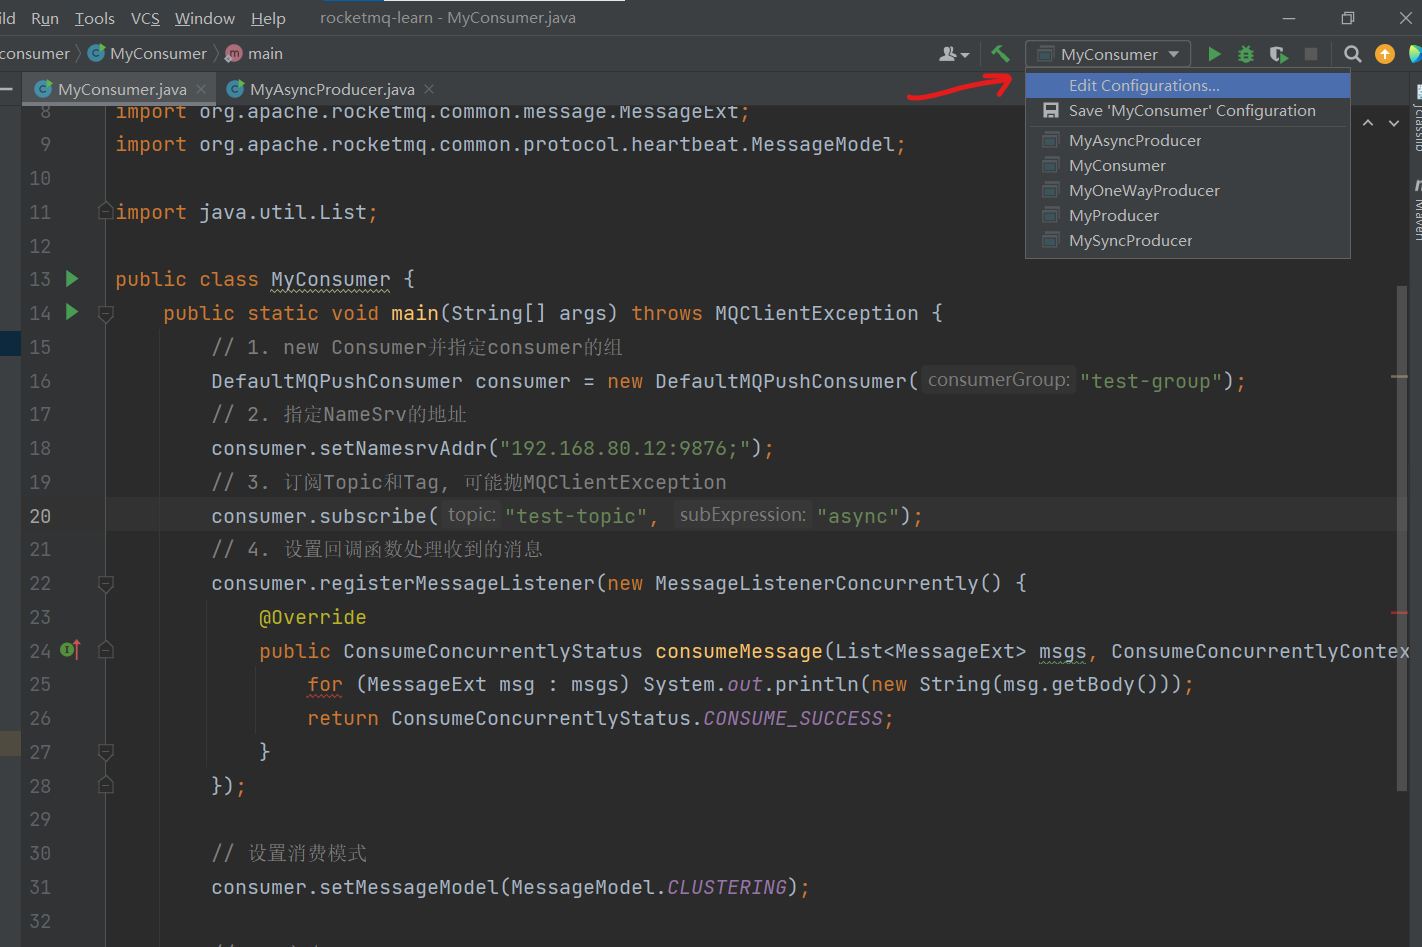 ild Run Tools VCS Window Help rocketmq-learn - MyConsumer.java
consumer MyConsumer main MyConsumer
MyConsumer.java MyAsyncProducer.java
Edit Configurations...
Save 'MyConsumer' Configuration
MyAsyncProducer
MyConsumer
MyOneWayProducer
MyProducer
MySyncProducer
jclasslib
Maven
8 import org.apache.rocketmq.common.message.MessageExt;
9 import org.apache.rocketmq.common.protocol.heartbeat.MessageModel;
10
11 import java.util.List;
12
13 public class MyConsumer {
14 public static void main(String[] args) throws MQClientException {
15 // 1. new Consumer并指定consumer的组
16 DefaultMQPushConsumer consumer = new DefaultMQPushConsumer( consumerGroup: "test-group");
17 // 2. 指定NameSrv的地址
18 consumer.setNamesrvAddr("192.168.80.12:9876;");
19 // 3. 订阅Topic和Tag, 可能抛MQClientException
20 consumer.subscribe( topic: "test-topic", subExpression: "async");
21 // 4. 设置回调函数处理收到的消息
22 consumer.registerMessageListener(new MessageListenerConcurrently() {
23 @Override
24 public ConsumeConcurrentlyStatus consumeMessage(List<MessageExt> msgs, ConsumeConcurrentlyContex
25 for (MessageExt msg : msgs) System.out.println(new String(msg.getBody()));
26 return ConsumeConcurrentlyStatus.CONSUME_SUCCESS;
27 }
28 });
29
30 // 设置消费模式
31 consumer.setMessageModel(MessageModel.CLUSTERING);
32